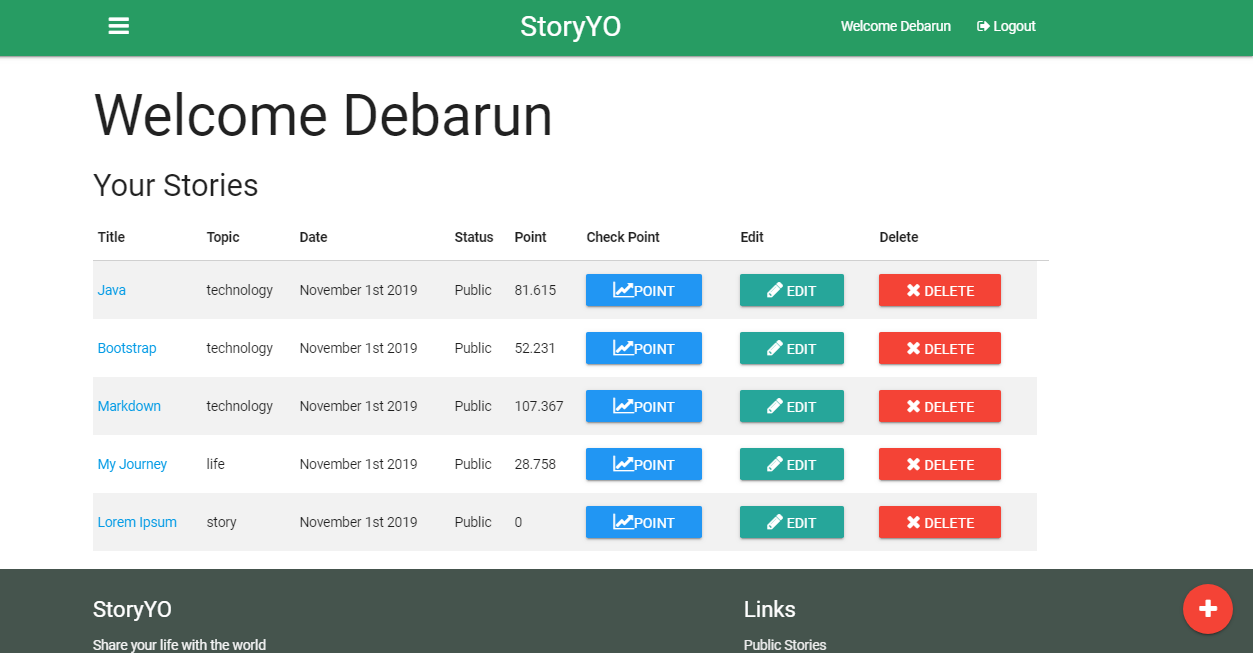 StoryYO Welcome Debarun Logout
Welcome Debarun
Your Stories
Title Topic Date Status Point Check Point Edit Delete
Java technology November 1st 2019 Public 81.615 POINT EDIT DELETE
Bootstrap technology November 1st 2019 Public 52.231 POINT EDIT DELETE
Markdown technology November 1st 2019 Public 107.367 POINT EDIT DELETE
My Journey life November 1st 2019 Public 28.758 POINT EDIT DELETE
Lorem Ipsum story November 1st 2019 Public 0 POINT EDIT DELETE
StoryYO Links
Share your life with the world Public Stories